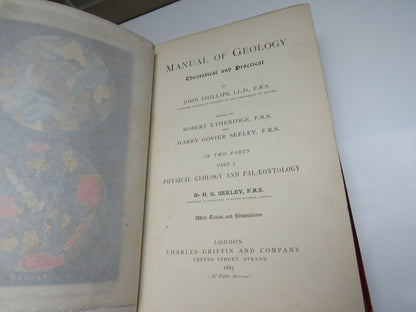 MANUAL OF GEOLOGY
Theoretical and Practical
BY
JOHN PHILLIPS, LL.D., F.R.S.
EDITED BY
ROBERT ETHERIDGE, F.R.S.
AND
HARRY GOVIER SEELEY, F.R.S.
IN TWO PARTS
PART I.
PHYSICAL GEOLOGY AND PALÆONTOLOGY
BY H. G. SEELEY, F.R.S.
With Tables and Illustrations
LONDON
CHARLES GRIFFIN AND COMPANY
EXETER STREET, STRAND
1885
[All Rights Reserved]